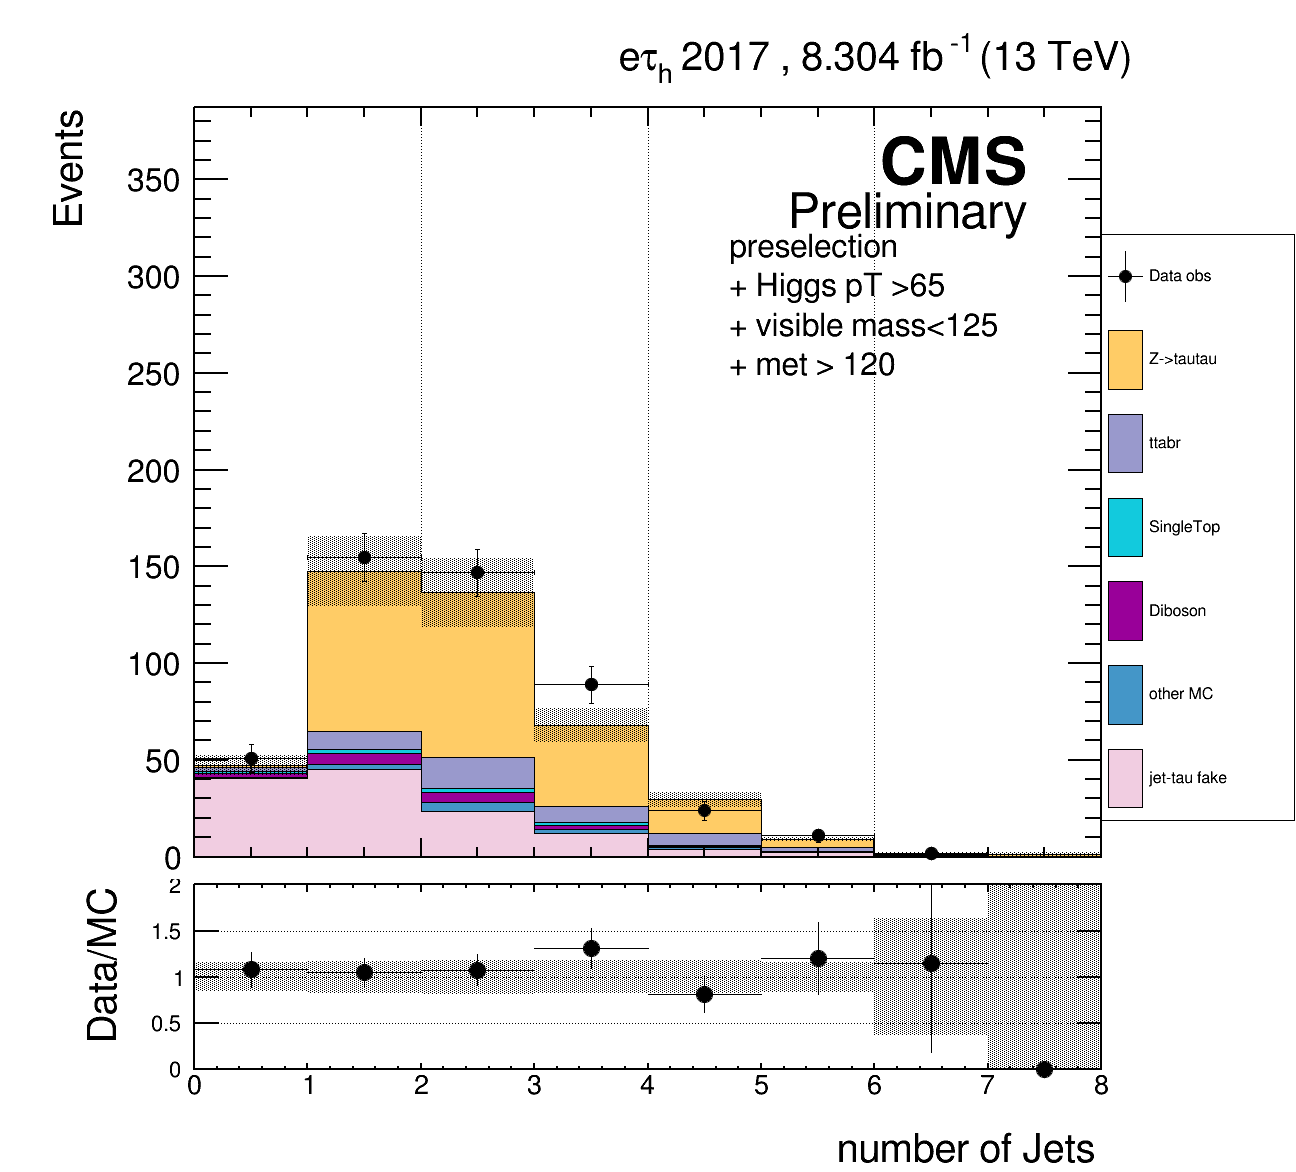 eτh 2017 , 8.304 fb-1 (13 TeV)
Events
350
300
250
200
150
100
50
0
CMS
Preliminary
preselection
+ Higgs pT >65
+ visible mass<125
+ met > 120
Data obs
Z->tautau
ttabr
SingleTop
Diboson
other MC
jet-tau fake
Data/MC
2
1.5
1
0.5
0
0 1 2 3 4 5 6 7 8
number of Jets